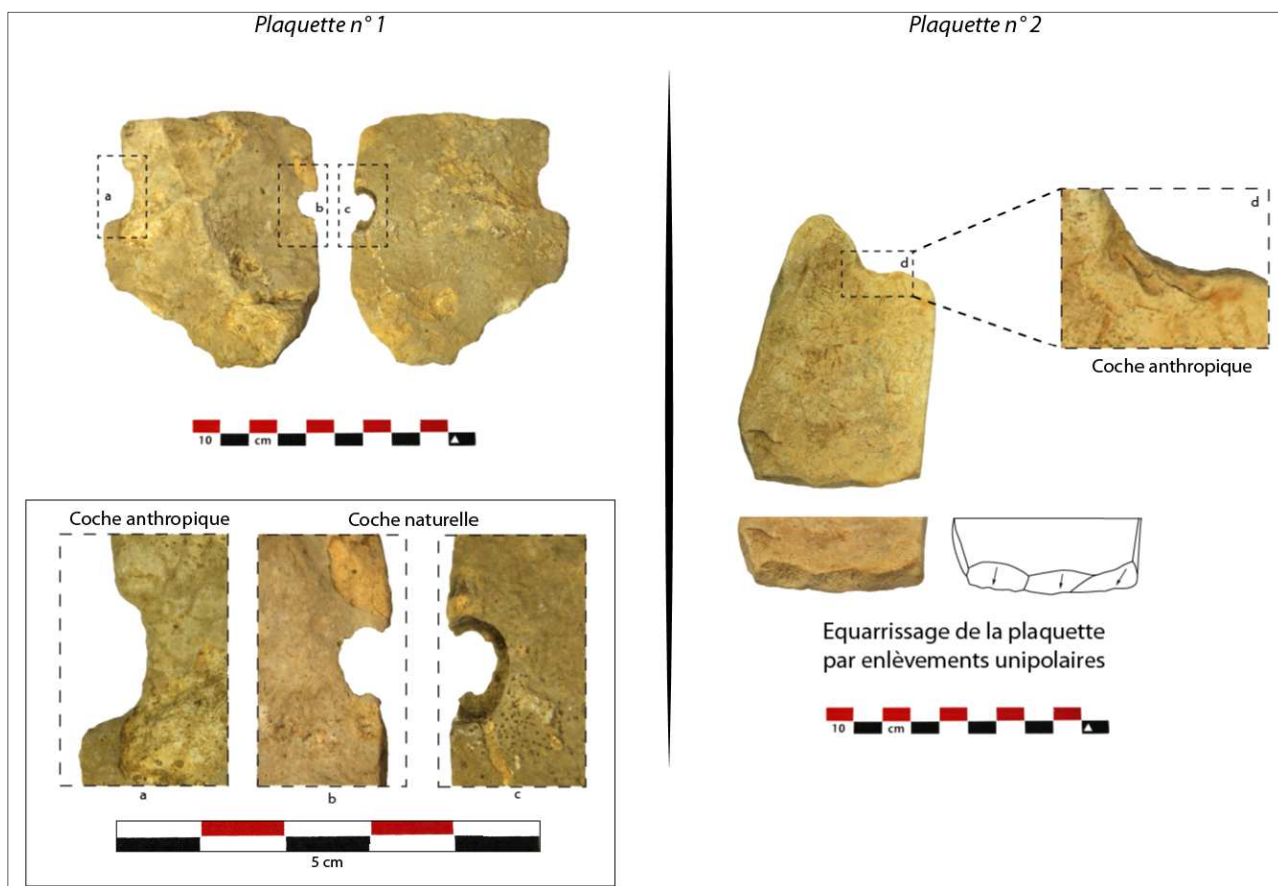 Plaquette n° 1
Plaquette n° 2
a
b
c
10 cm
Coche anthropique
Coche naturelle
a
b
c
5 cm
d
d
Coche anthropique
Equarrissage de la plaquette
par enlèvements unipolaires
10 cm